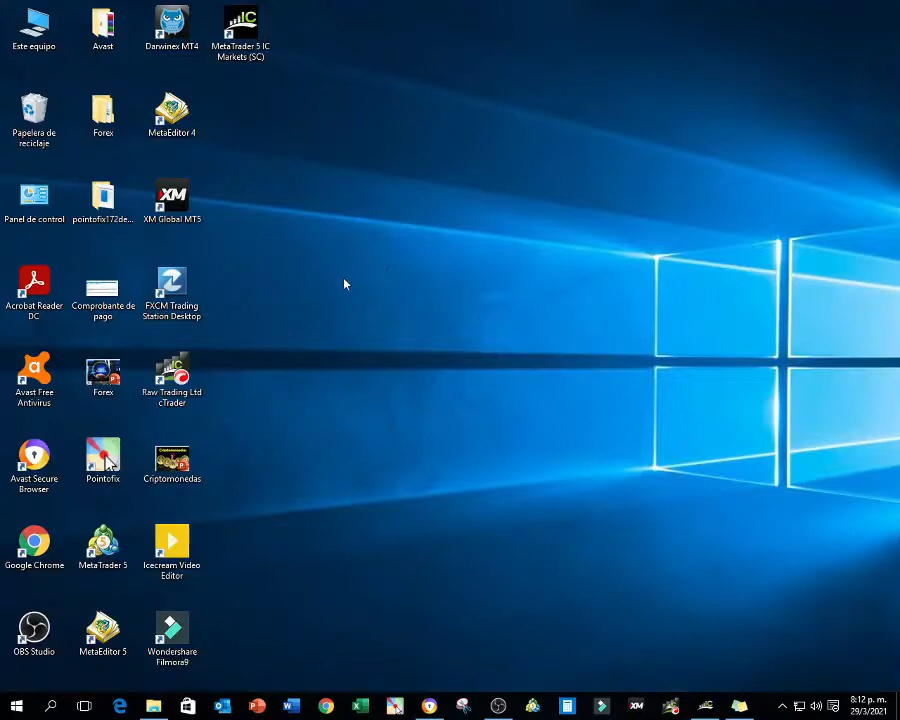 Este equipo
Avast
Darwinex MT4
MetaTrader 5 IC
Markets (SC)
Papelera de
reciclaje
Forex
MetaEditor 4
Panel de control
pointofix172de...
XM Global MT5
Acrobat Reader
DC
Comprobante de
pago
FXCM Trading
Station Desktop
Avast Free
Antivirus
Forex
Raw Trading Ltd
cTrader
Avast Secure
Browser
Pointofix
Criptomonedas
Google Chrome
MetaTrader 5
Icecream Video
Editor
OBS Studio
MetaEditor 5
Wondershare
Filmora9
8:12 p. m.
29/3/2021